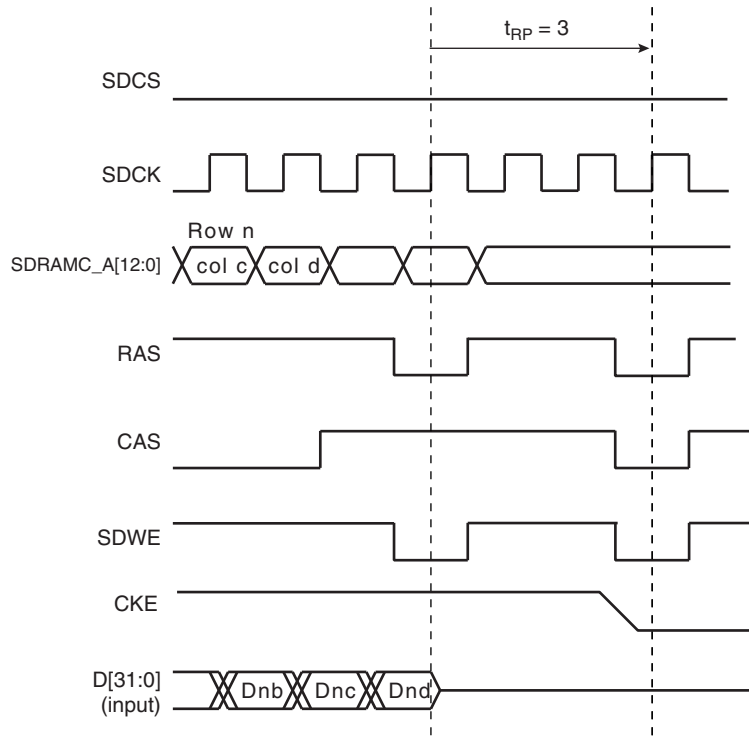 tRP = 3
SDCS
SDCK
Row n
SDRAMC_A[12:0]
col c
col d
RAS
CAS
SDWE
CKE
D[31:0]
(input)
Dnb
Dnc
Dnd